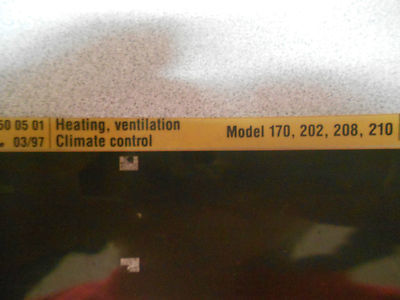 50 05 01 Heating, ventilation
03/97 Climate control
Model 170, 202, 208, 210